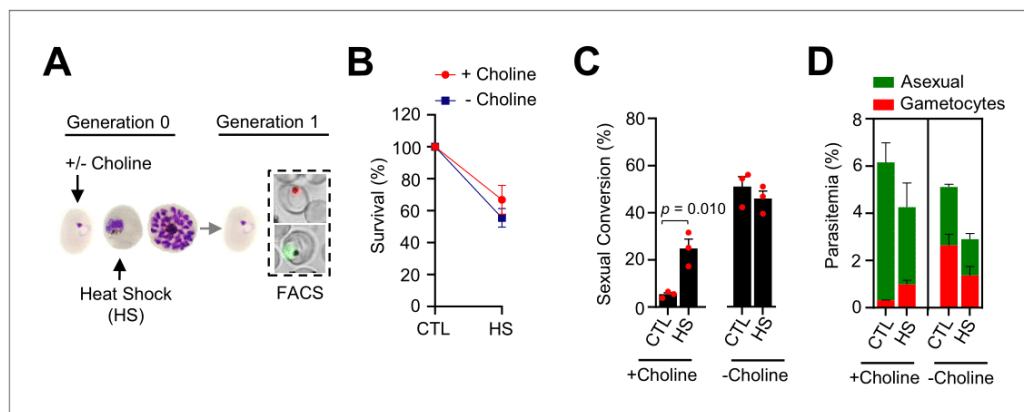 A
Generation 0
Generation 1
+/- Choline
Heat Shock
(HS)
FACS
B
+ Choline
- Choline
Survival (%)
120
100
80
60
40
20
0
CTL
HS
C
Sexual Conversion (%)
80
60
40
20
0
p = 0.010
CTL
HS
CTL
HS
+Choline
-Choline
D
Asexual
Gametocytes
Parasitemia (%)
8
6
4
2
0
CTL
HS
CTL
HS
+Choline
-Choline